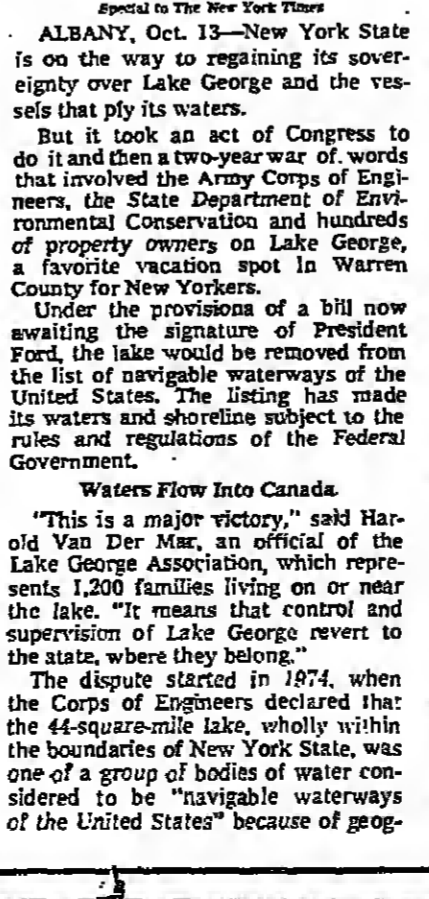 Special to The New York Times
ALBANY, Oct. 13—New York State
is on the way to regaining its sover-
eignty over Lake George and the ves-
sels that ply its waters.
But it took an act of Congress to
do it and then a two-year war of words
that involved the Army Corps of Engi-
neers, the State Department of Envi-
ronmental Conservation and hundreds
of property owners on Lake George,
a favorite vacation spot in Warren
County for New Yorkers.
Under the provisions of a bill now
awaiting the signature of President
Ford, the lake would be removed from
the list of navigable waterways of the
United States. The listing has made
its waters and shoreline subject to the
rules and regulations of the Federal
Government.
Waters Flow Into Canada
"This is a major victory," said Har-
old Van Der Mar, an official of the
Lake George Association, which repre-
sents 1,200 families living on or near
the lake. "It means that control and
supervision of Lake George revert to
the state, where they belong."
The dispute started in 1974, when
the Corps of Engineers declared that
the 44-square-mile lake, wholly within
the boundaries of New York State, was
one of a group of bodies of water con-
sidered to be "navigable waterways
of the United States" because of geog-